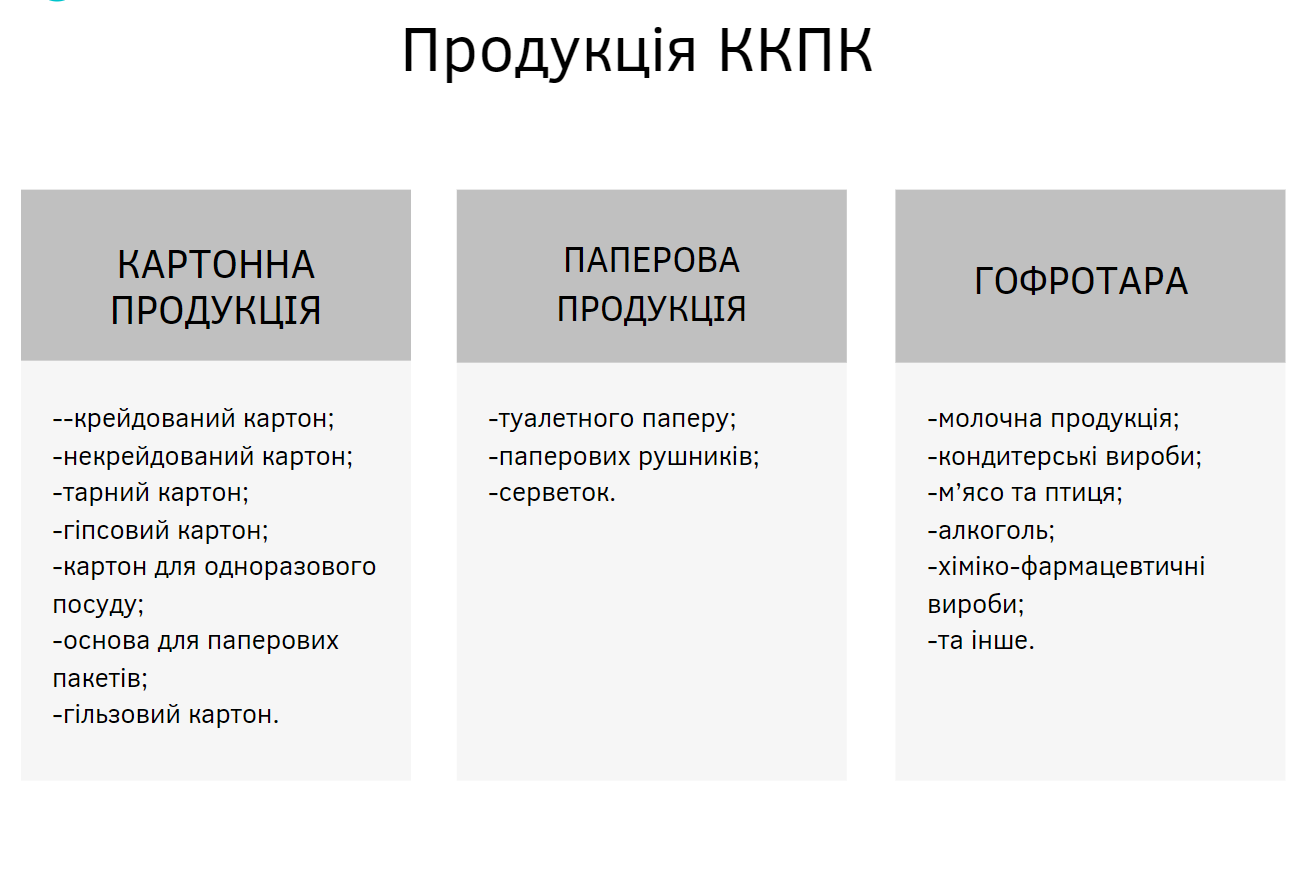 Продукція ККПК
КАРТОННА
ПРОДУКЦІЯ
--крейдований картон;
-некрейдований картон;
-тарний картон;
-гіпсовий картон;
-картон для одноразового
посуду;
-основа для паперових
пакетів;
-гільзовий картон.
ПАПЕРОВА
ПРОДУКЦІЯ
-туалетного паперу;
-паперових рушників;
-серветок.
ГОФРОТАРА
-молочна продукція;
-кондитерські вироби;
-м’ясо та птиця;
-алкоголь;
-хіміко-фармацевтичні
вироби;
-та інше.